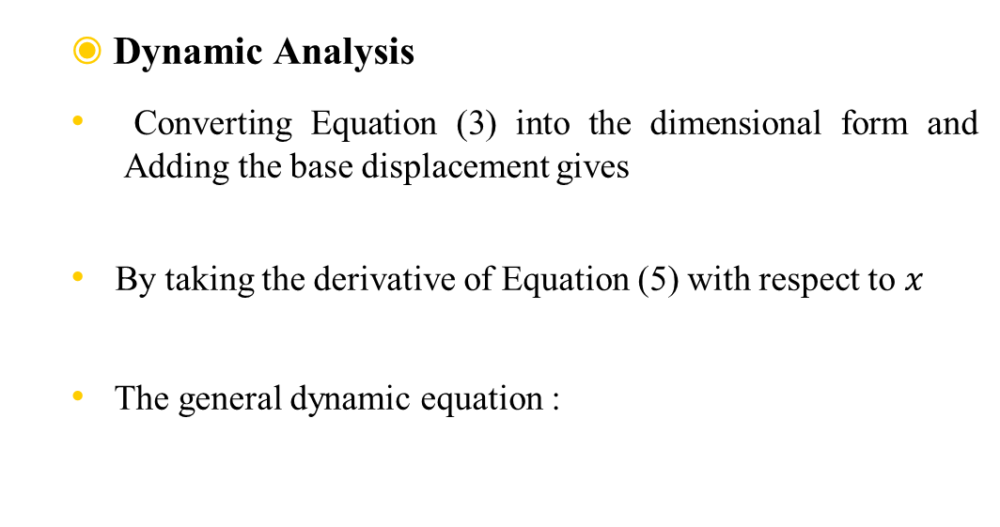 Dynamic Analysis
• Converting Equation (3) into the dimensional form and
Adding the base displacement gives
• By taking the derivative of Equation (5) with respect to 𝑥
• The general dynamic equation :